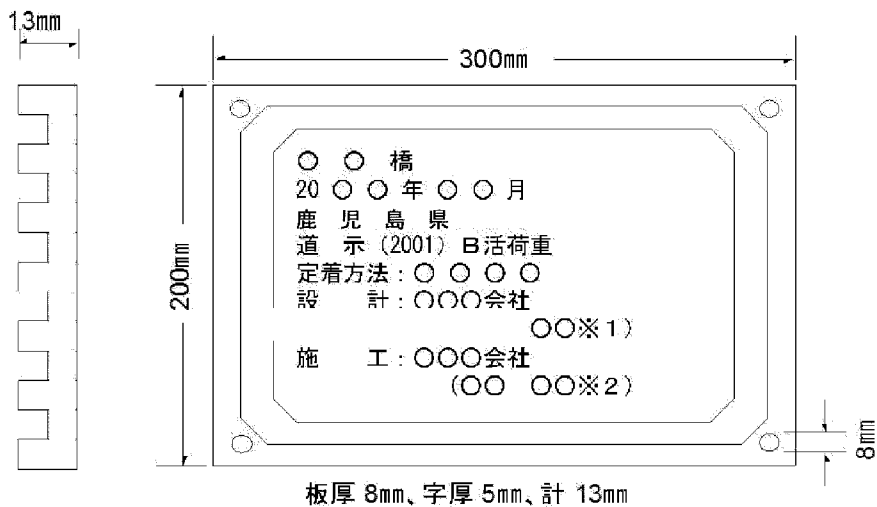 13mm
300mm
○ ○ 橋
20 ○ ○ 年 ○ ○ 月
鹿 児 島 県
道 示 (2001) B活荷重
定着方法：○ ○ ○ ○
設 計：○○○会社
○○※1)
施 工：○○○会社
(○○ ○○※2)
200mm
8mm
板厚 8mm、字厚 5mm、計 13mm